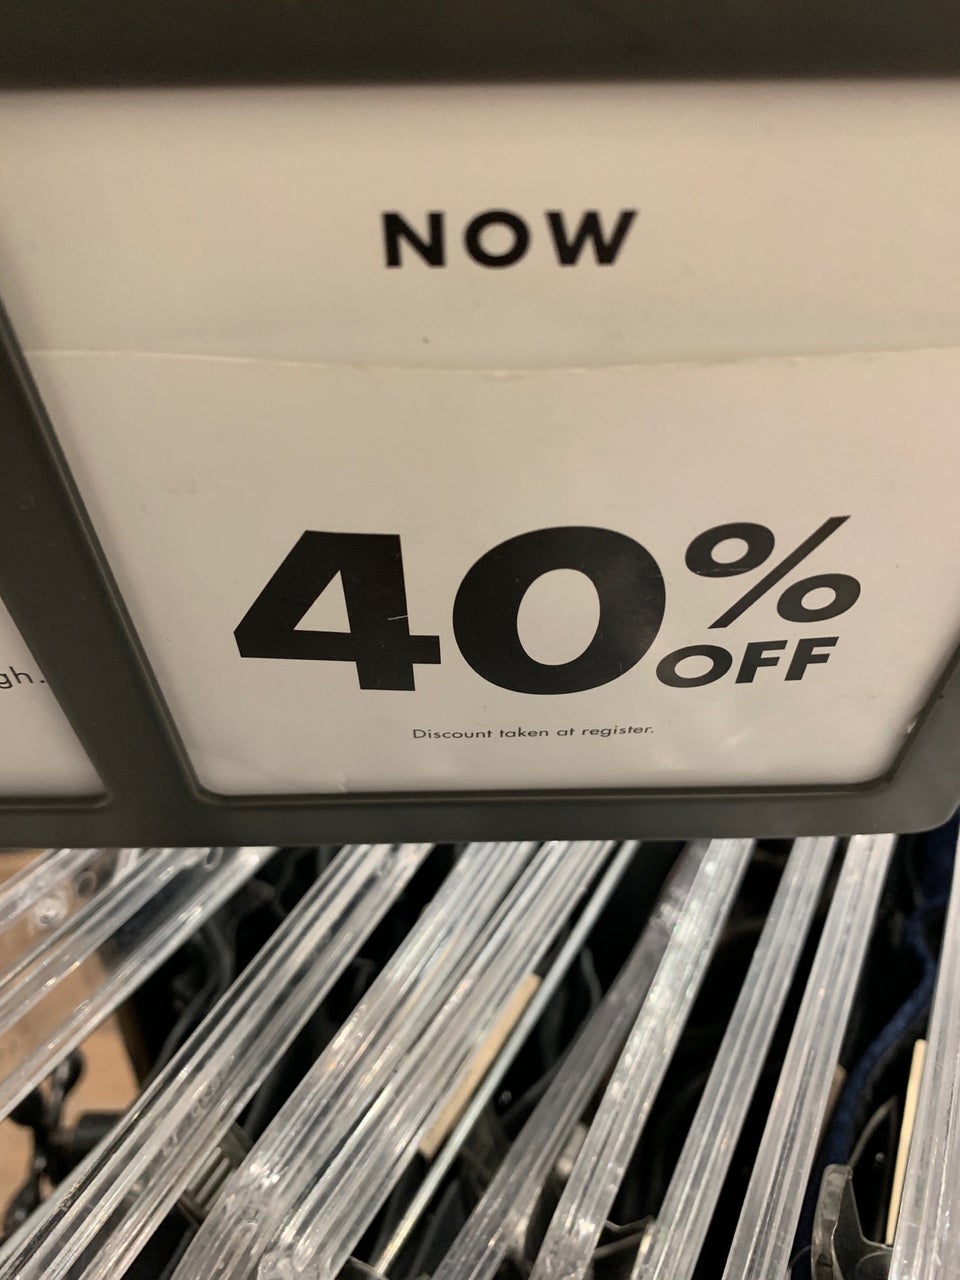 NOW
40%
OFF
Discount taken at register.